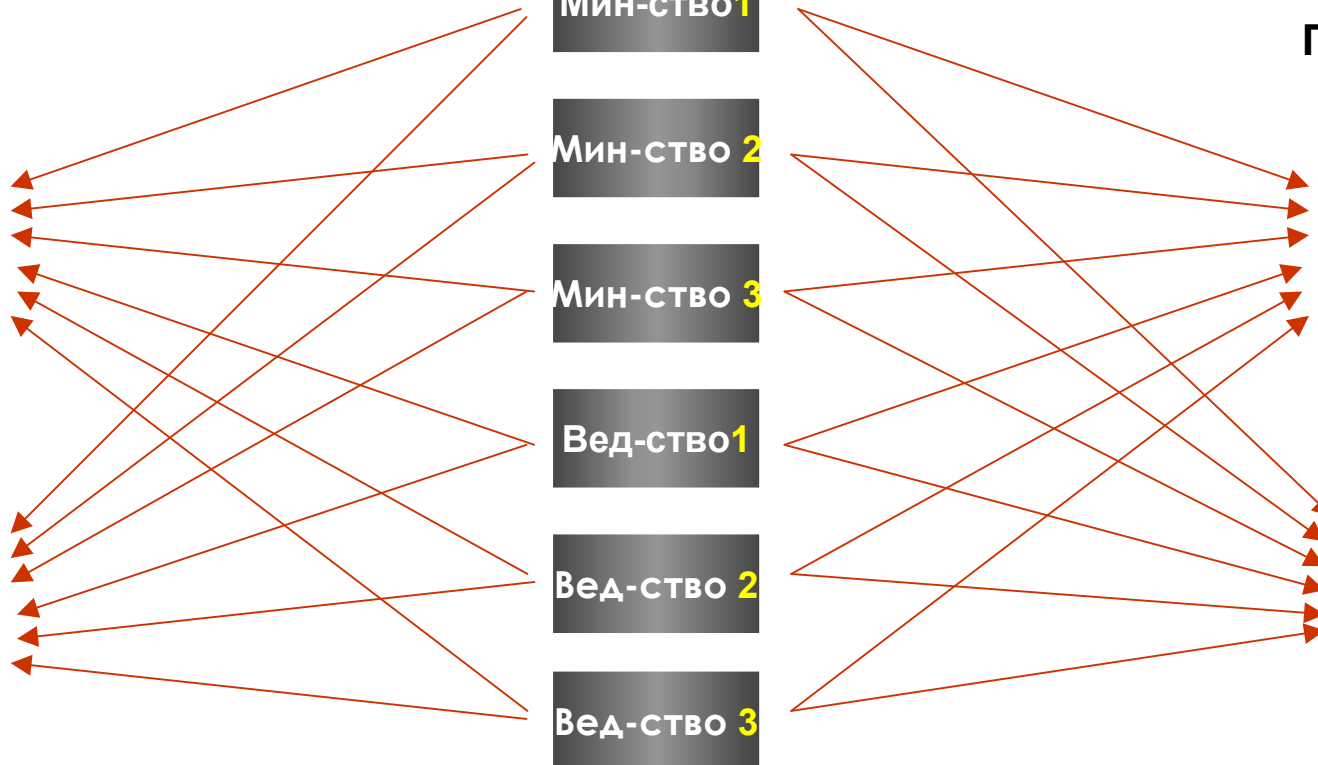 Мин-ство1
Мин-ство 2
Мин-ство 3
Вед-ство1
Вед-ство 2
Вед-ство 3